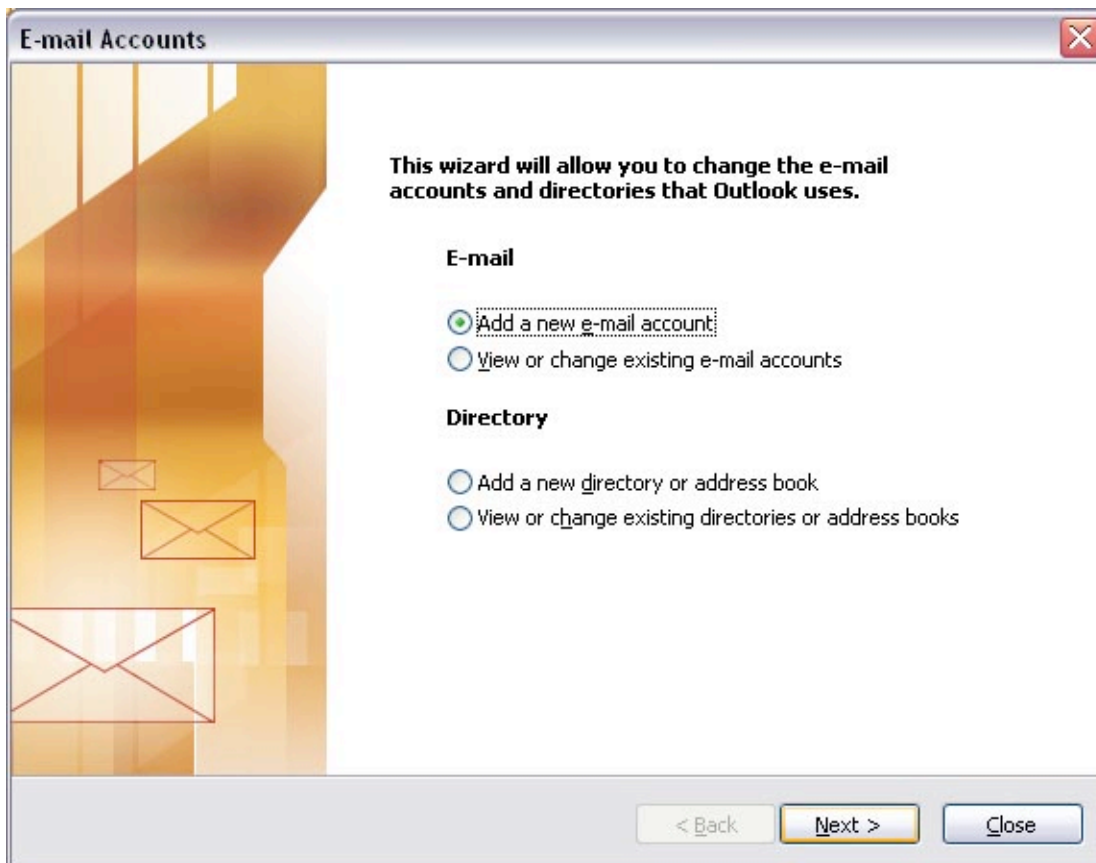 E-mail Accounts
This wizard will allow you to change the e-mail
accounts and directories that Outlook uses.
E-mail
Add a new e-mail account
View or change existing e-mail accounts
Directory
Add a new directory or address book
View or change existing directories or address books
< Back
Next >
Close